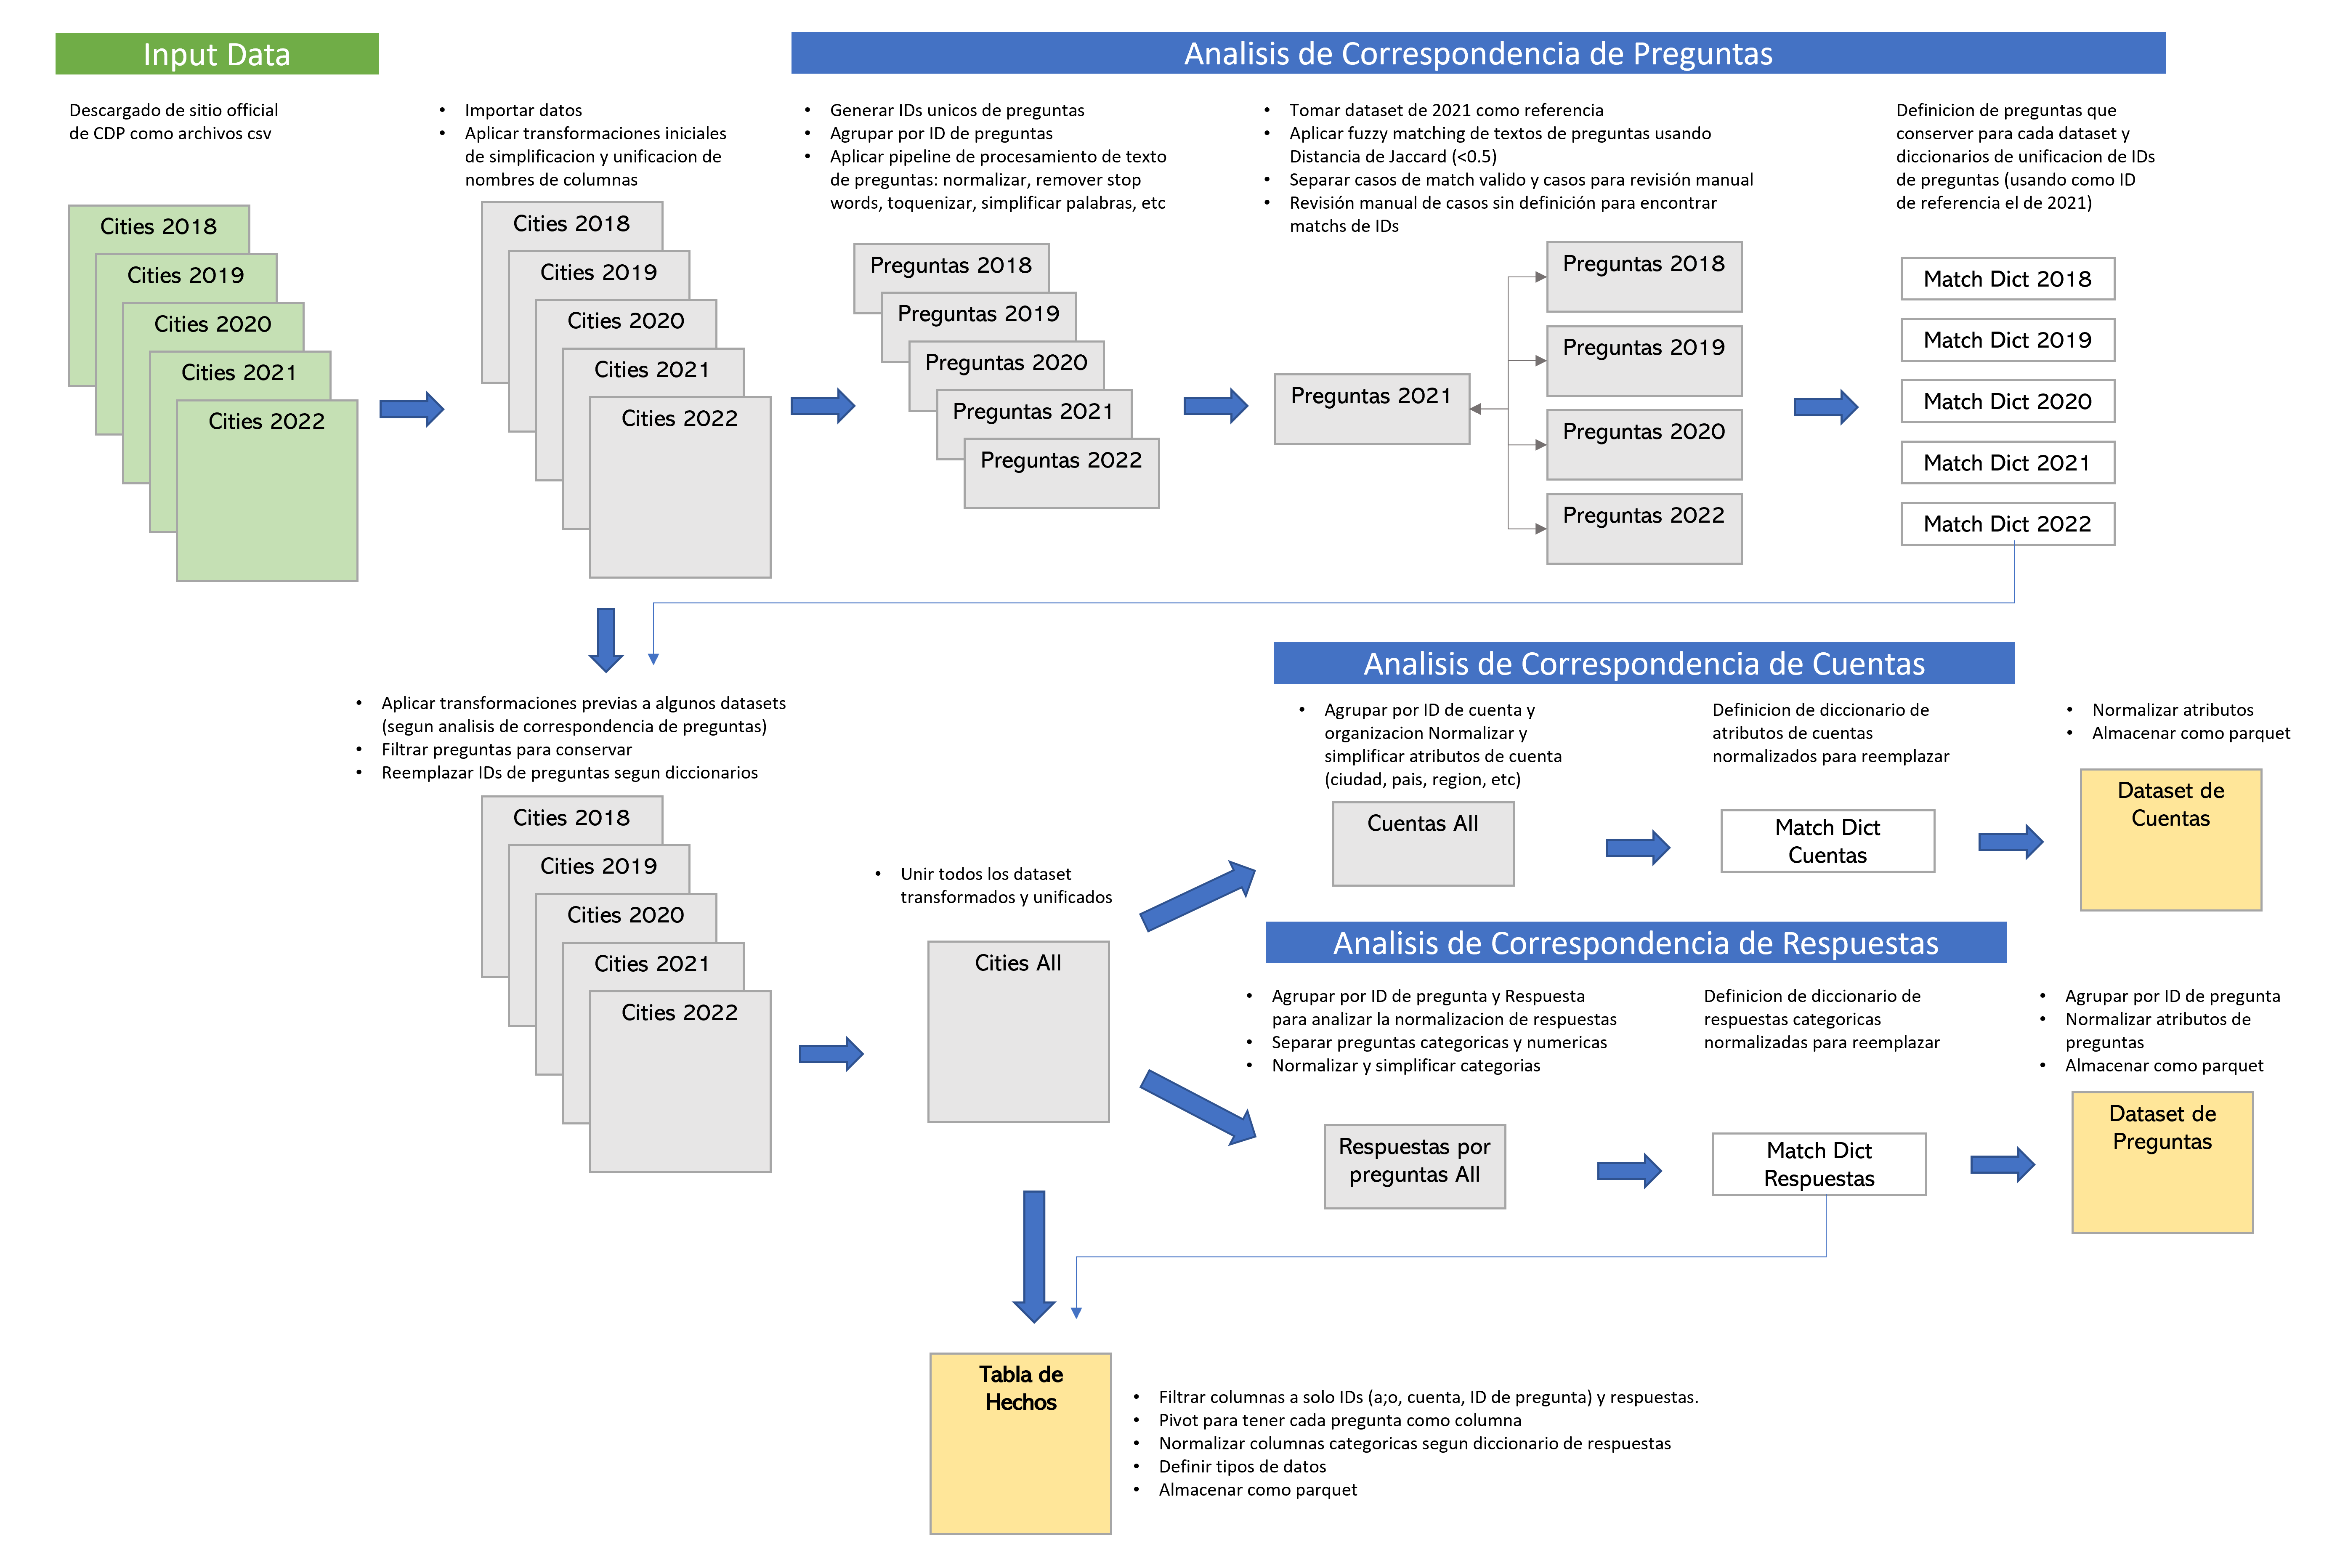 Input Data
Analisis de Correspondencia de Preguntas
Descargado de sitio official
de CDP como archivos csv
• Importar datos
• Aplicar transformaciones iniciales
de simplificacion y unificacion de
nombres de columnas
• Generar IDs unicos de preguntas
• Agrupar por ID de preguntas
• Aplicar pipeline de procesamiento de texto
de preguntas: normalizar, remover stop
words, toquenizar, simplificar palabras, etc
• Tomar dataset de 2021 como referencia
• Aplicar fuzzy matching de textos de preguntas usando
Distancia de Jaccard (<0.5)
• Separar casos de match valido y casos para revisión manual
• Revisión manual de casos sin definición para encontrar
matchs de IDs
Definicion de preguntas que
conserver para cada dataset y
diccionarios de unificacion de IDs
de preguntas (usando como ID
de referencia el de 2021)
Cities 2018
Cities 2019
Cities 2020
Cities 2021
Cities 2022
Cities 2018
Cities 2019
Cities 2020
Cities 2021
Cities 2022
Preguntas 2018
Preguntas 2019
Preguntas 2020
Preguntas 2021
Preguntas 2022
Preguntas 2021
Preguntas 2018
Preguntas 2019
Preguntas 2020
Preguntas 2022
Match Dict 2018
Match Dict 2019
Match Dict 2020
Match Dict 2021
Match Dict 2022
• Aplicar transformaciones previas a algunos datasets
(segun analisis de correspondencia de preguntas)
• Filtrar preguntas para conservar
• Reemplazar IDs de preguntas segun diccionarios
Cities 2018
Cities 2019
Cities 2020
Cities 2021
Cities 2022
• Unir todos los dataset
transformados y unificados
Cities All
Analisis de Correspondencia de Cuentas
• Agrupar por ID de cuenta y
organizacion Normalizar y
simplificar atributos de cuenta
(ciudad, pais, region, etc)
Definicion de diccionario de
atributos de cuentas
normalizados para reemplazar
• Normalizar atributos
• Almacenar como parquet
Cuentas All
Match Dict
Cuentas
Dataset de
Cuentas
Analisis de Correspondencia de Respuestas
• Agrupar por ID de pregunta y Respuesta
para analizar la normalizacion de respuestas
• Separar preguntas categoricas y numericas
• Normalizar y simplificar categorias
Definicion de diccionario de
respuestas categoricas
normalizadas para reemplazar
• Agrupar por ID de pregunta
• Normalizar atributos de
preguntas
• Almacenar como parquet
Respuestas por
preguntas All
Match Dict
Respuestas
Dataset de
Preguntas
Tabla de
Hechos
• Filtrar columnas a solo IDs (a;o, cuenta, ID de pregunta) y respuestas.
• Pivot para tener cada pregunta como columna
• Normalizar columnas categoricas segun diccionario de respuestas
• Definir tipos de datos
• Almacenar como parquet